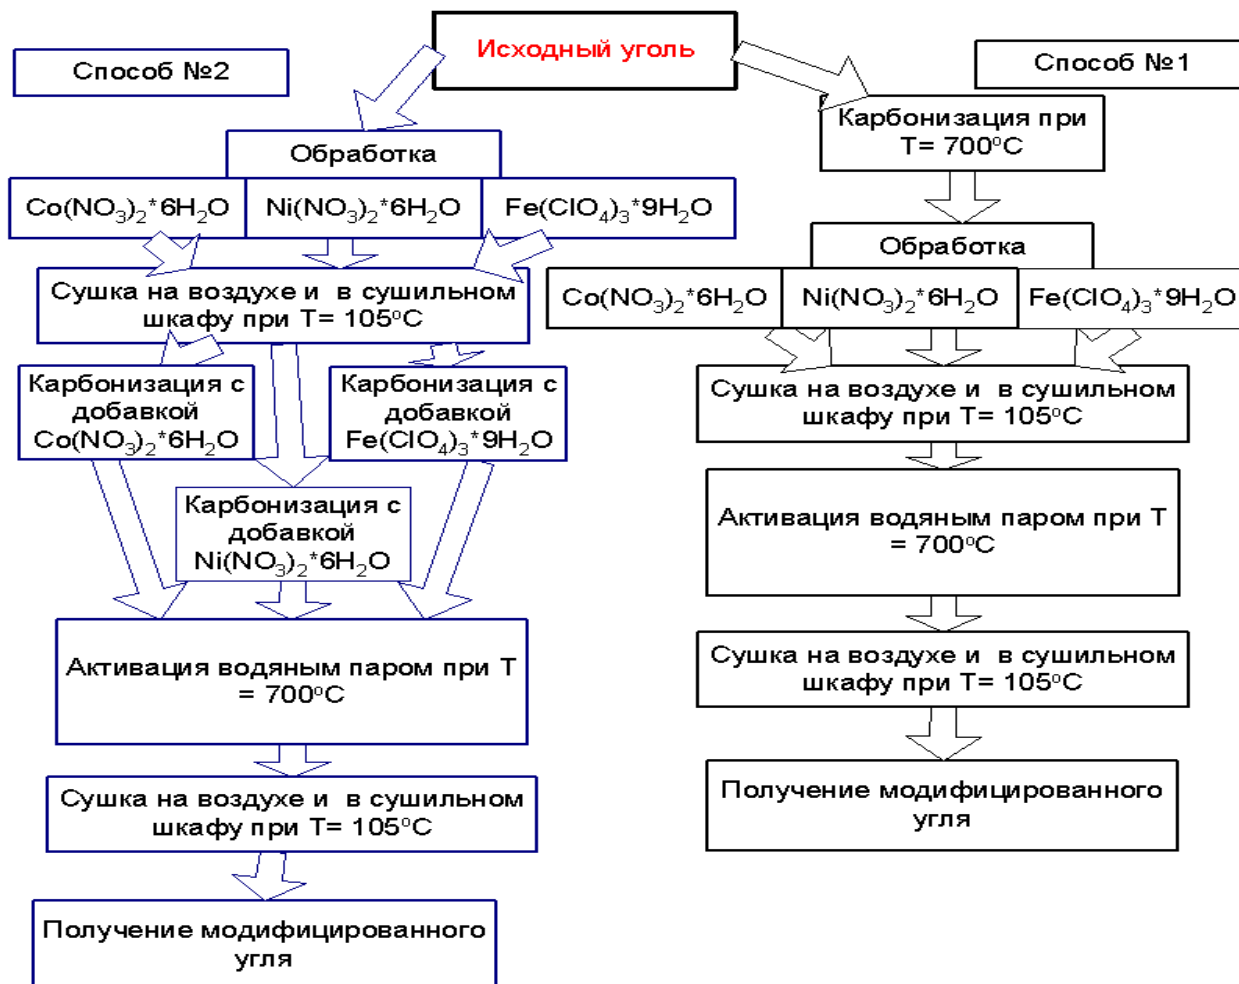 Исходный уголь
Способ №2
Обработка
Co(NO₃)₂*6H₂O
Ni(NO₃)₂*6H₂O
Fe(ClO₄)₃*9H₂O
Сушка на воздухе и  в сушильном
шкафу при Т= 105°С
Карбонизация с
добавкой
Co(NO₃)₂*6H₂O
Карбонизация с
добавкой
Fe(ClO₄)₃*9H₂O
Карбонизация с
добавкой
Ni(NO₃)₂*6H₂O
Активация водяным паром при Т
= 700°С
Сушка на воздухе и  в сушильном
шкафу при Т= 105°С
Получение модифицированного
угля
Способ №1
Карбонизация при
Т= 700°С
Обработка
Co(NO₃)₂*6H₂O
Ni(NO₃)₂*6H₂O
Fe(ClO₄)₃*9H₂O
Сушка на воздухе и  в сушильном
шкафу при Т= 105°С
Активация водяным паром при Т
= 700°С
Сушка на воздухе и  в сушильном
шкафу при Т= 105°С
Получение модифицированного
угля